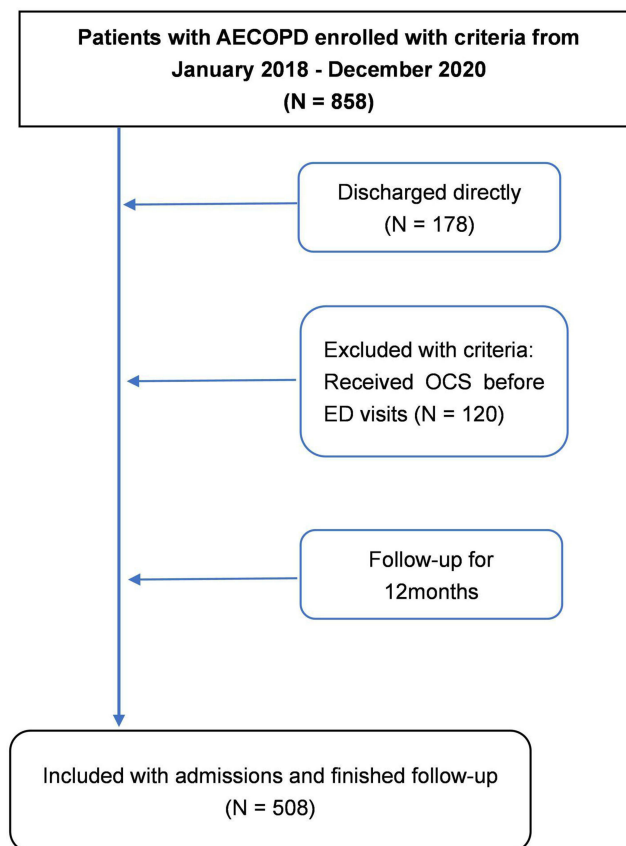 Patients with AECOPD enrolled with criteria from
January 2018 - December 2020
(N = 858)
Discharged directly
(N = 178)
Excluded with criteria:
Received OCS before
ED visits (N = 120)
Follow-up for
12months
Included with admissions and finished follow-up
(N = 508)